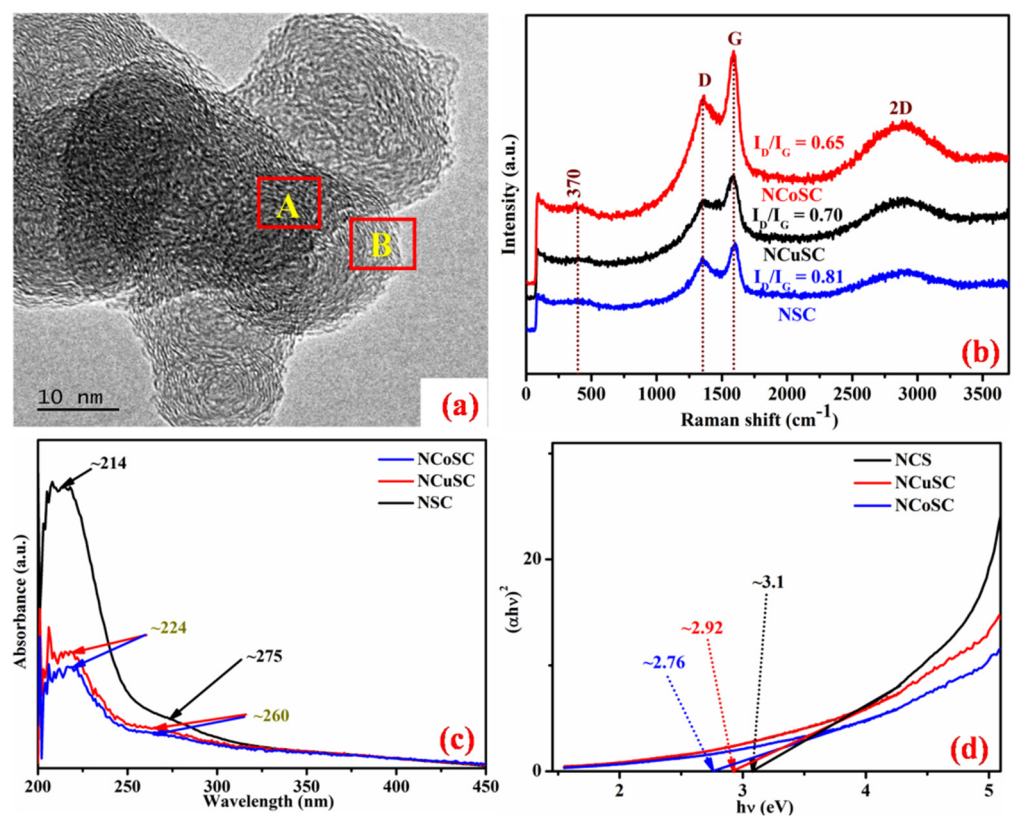 A
B
10 nm
(a)
Intensity (a.u.)
G
D
2D
370
I_D/I_G = 0.65
NCoSC
I_D/I_G = 0.70
NCuSC
I_D/I_G = 0.81
NSC
(b)
0 500 1000 1500 2000 2500 3000 3500
Raman shift (cm⁻¹)
Absorbance (a.u.)
~214
NCoSC
NCuSC
NSC
~224
~275
~260
(c)
200 250 300 350 400 450
Wavelength (nm)
(αhν)²
NCS
NCuSC
NCoSC
20
~3.1
~2.92
~2.76
(d)
0
2 3 4 5
hν (eV)